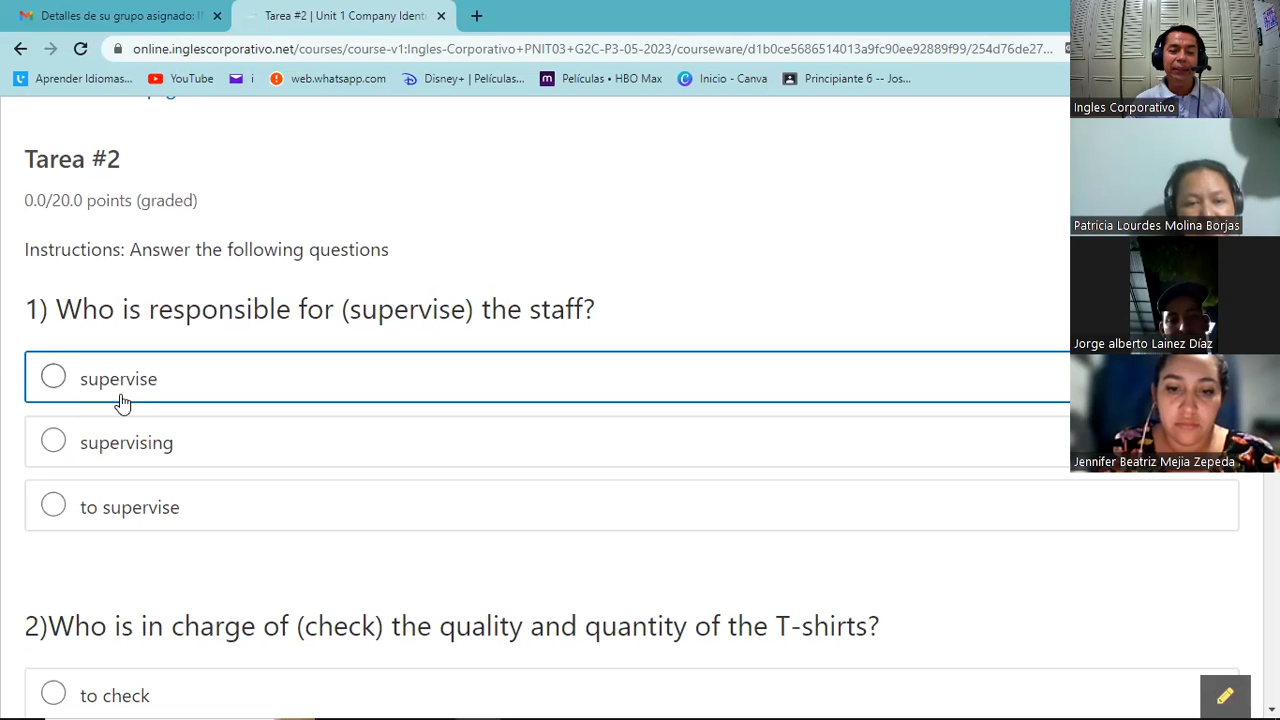 Detalles de su grupo asignado: I
Tarea #2 | Unit 1 Company Identi
online.inglescorporativo.net/courses/course-v1:Ingles-Corporativo+PNIT03+G2C-P3-05-2023/courseware/
Aprender Idiomas...
YouTube
i
web.whatsapp.com
Disney+ - Películas,...
Películas • HBO Max
Inicio - Canva
Principiante 6 -- Jos...
Tarea #2
0.0/20.0 points (graded)
Instructions: Answer the following questions
1) Who is responsible for (supervise) the staff?
supervise
supervising
to supervise
2)Who is in charge of (check) the quality and quantity of the T-shirts?
to check
Ingles Corporativo
Patricia Lourdes Molina Borjas
Jorge alberto Lainez Díaz
Jennifer Beatriz Mejia Zepeda